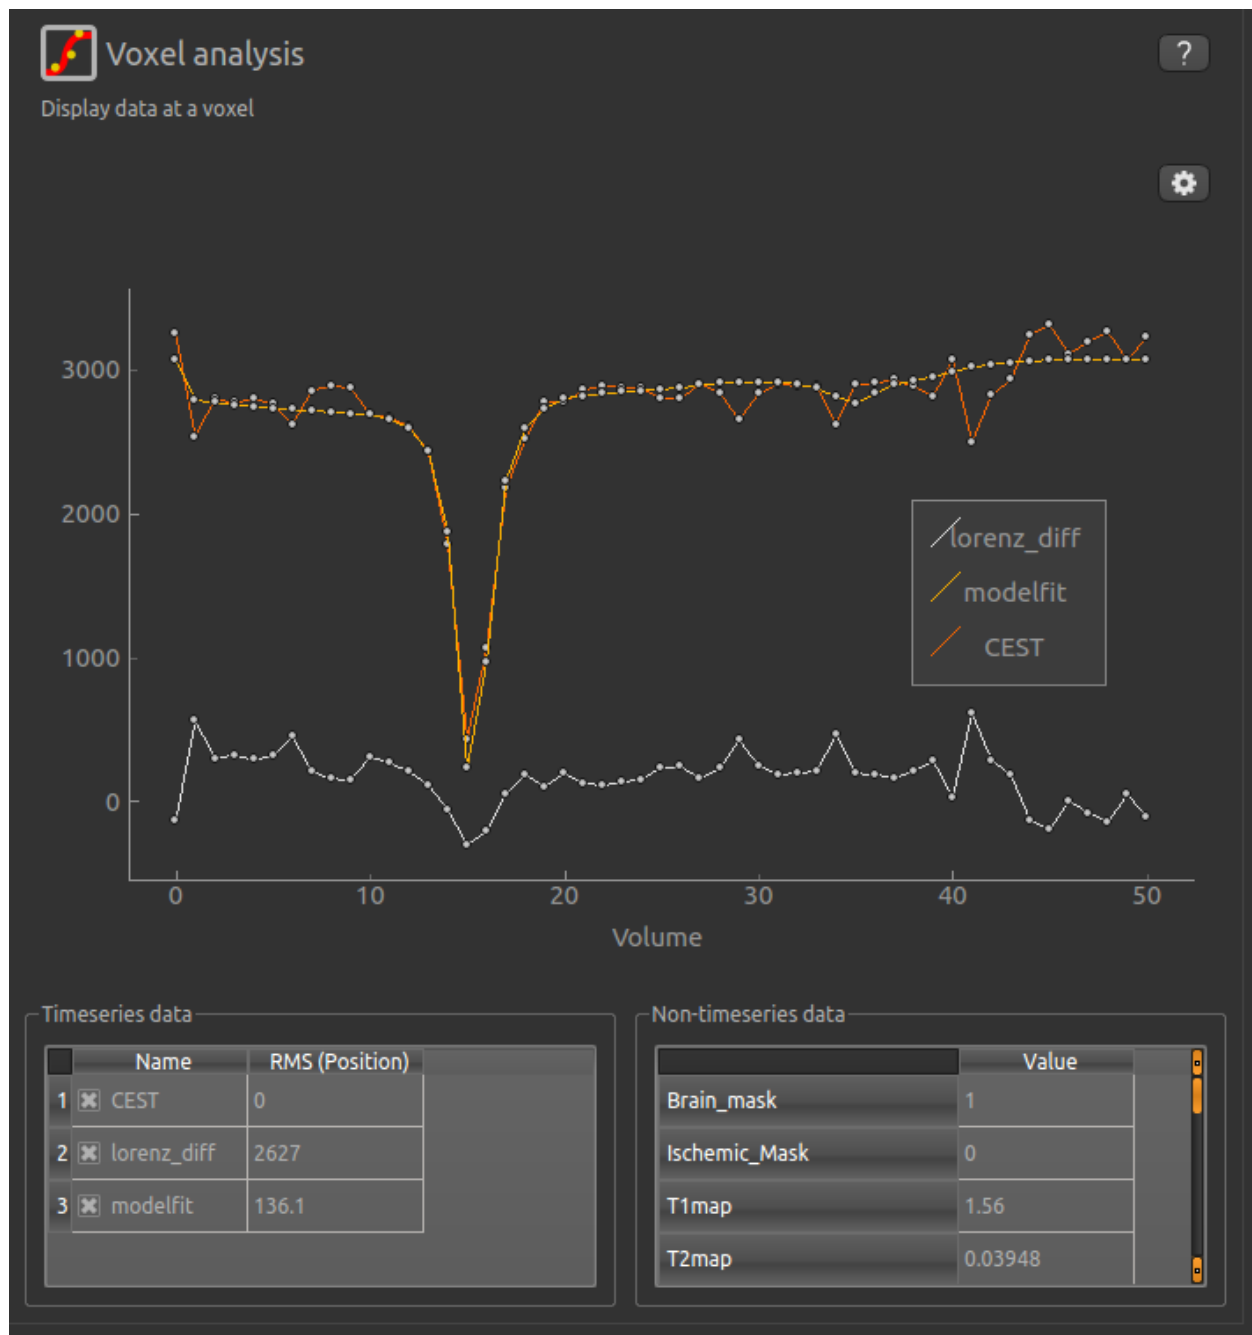 Voxel analysis
?
Display data at a voxel
3000
2000
1000
0
lorenz_diff
modelfit
CEST
0 10 20 30 40 50
Volume
Timeseries data
Name RMS (Position)
1 CEST 0
2 lorenz_diff 2627
3 modelfit 136.1
Non-timeseries data
Value
Brain_mask 1
Ischemic_Mask 0
T1map 1.56
T2map 0.03948